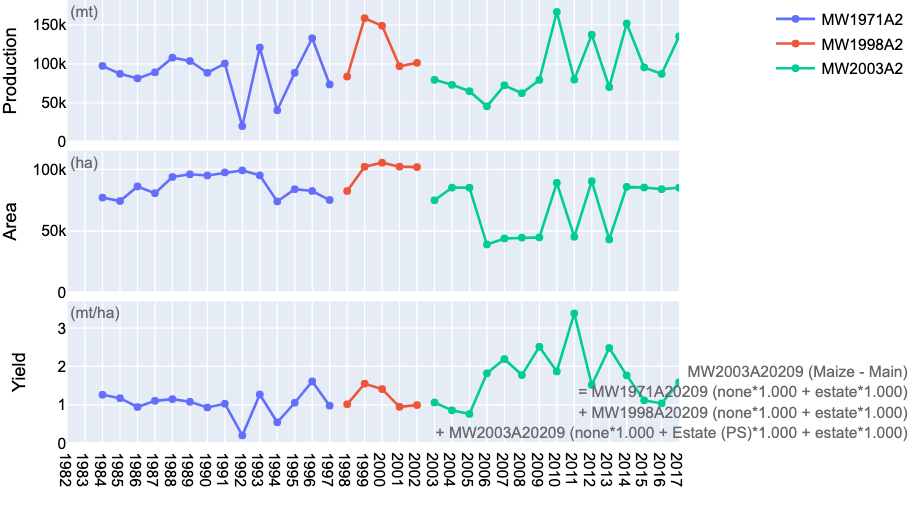 (mt)
150k
100k
50k
0
Production
MW1971A2
MW1998A2
MW2003A2
(ha)
100k
50k
0
Area
(mt/ha)
3
2
1
0
Yield
MW2003A20209 (Maize - Main)
= MW1971A20209 (none*1.000 + estate*1.000)
+ MW1998A20209 (none*1.000 + estate*1.000)
+ MW2003A20209 (none*1.000 + Estate (PS)*1.000 + estate*1.000)
1982
1983
1984
1985
1986
1987
1988
1989
1990
1991
1992
1993
1994
1995
1996
1997
1998
1999
2000
2001
2002
2003
2004
2005
2006
2007
2008
2009
2010
2011
2012
2013
2014
2015
2016
2017